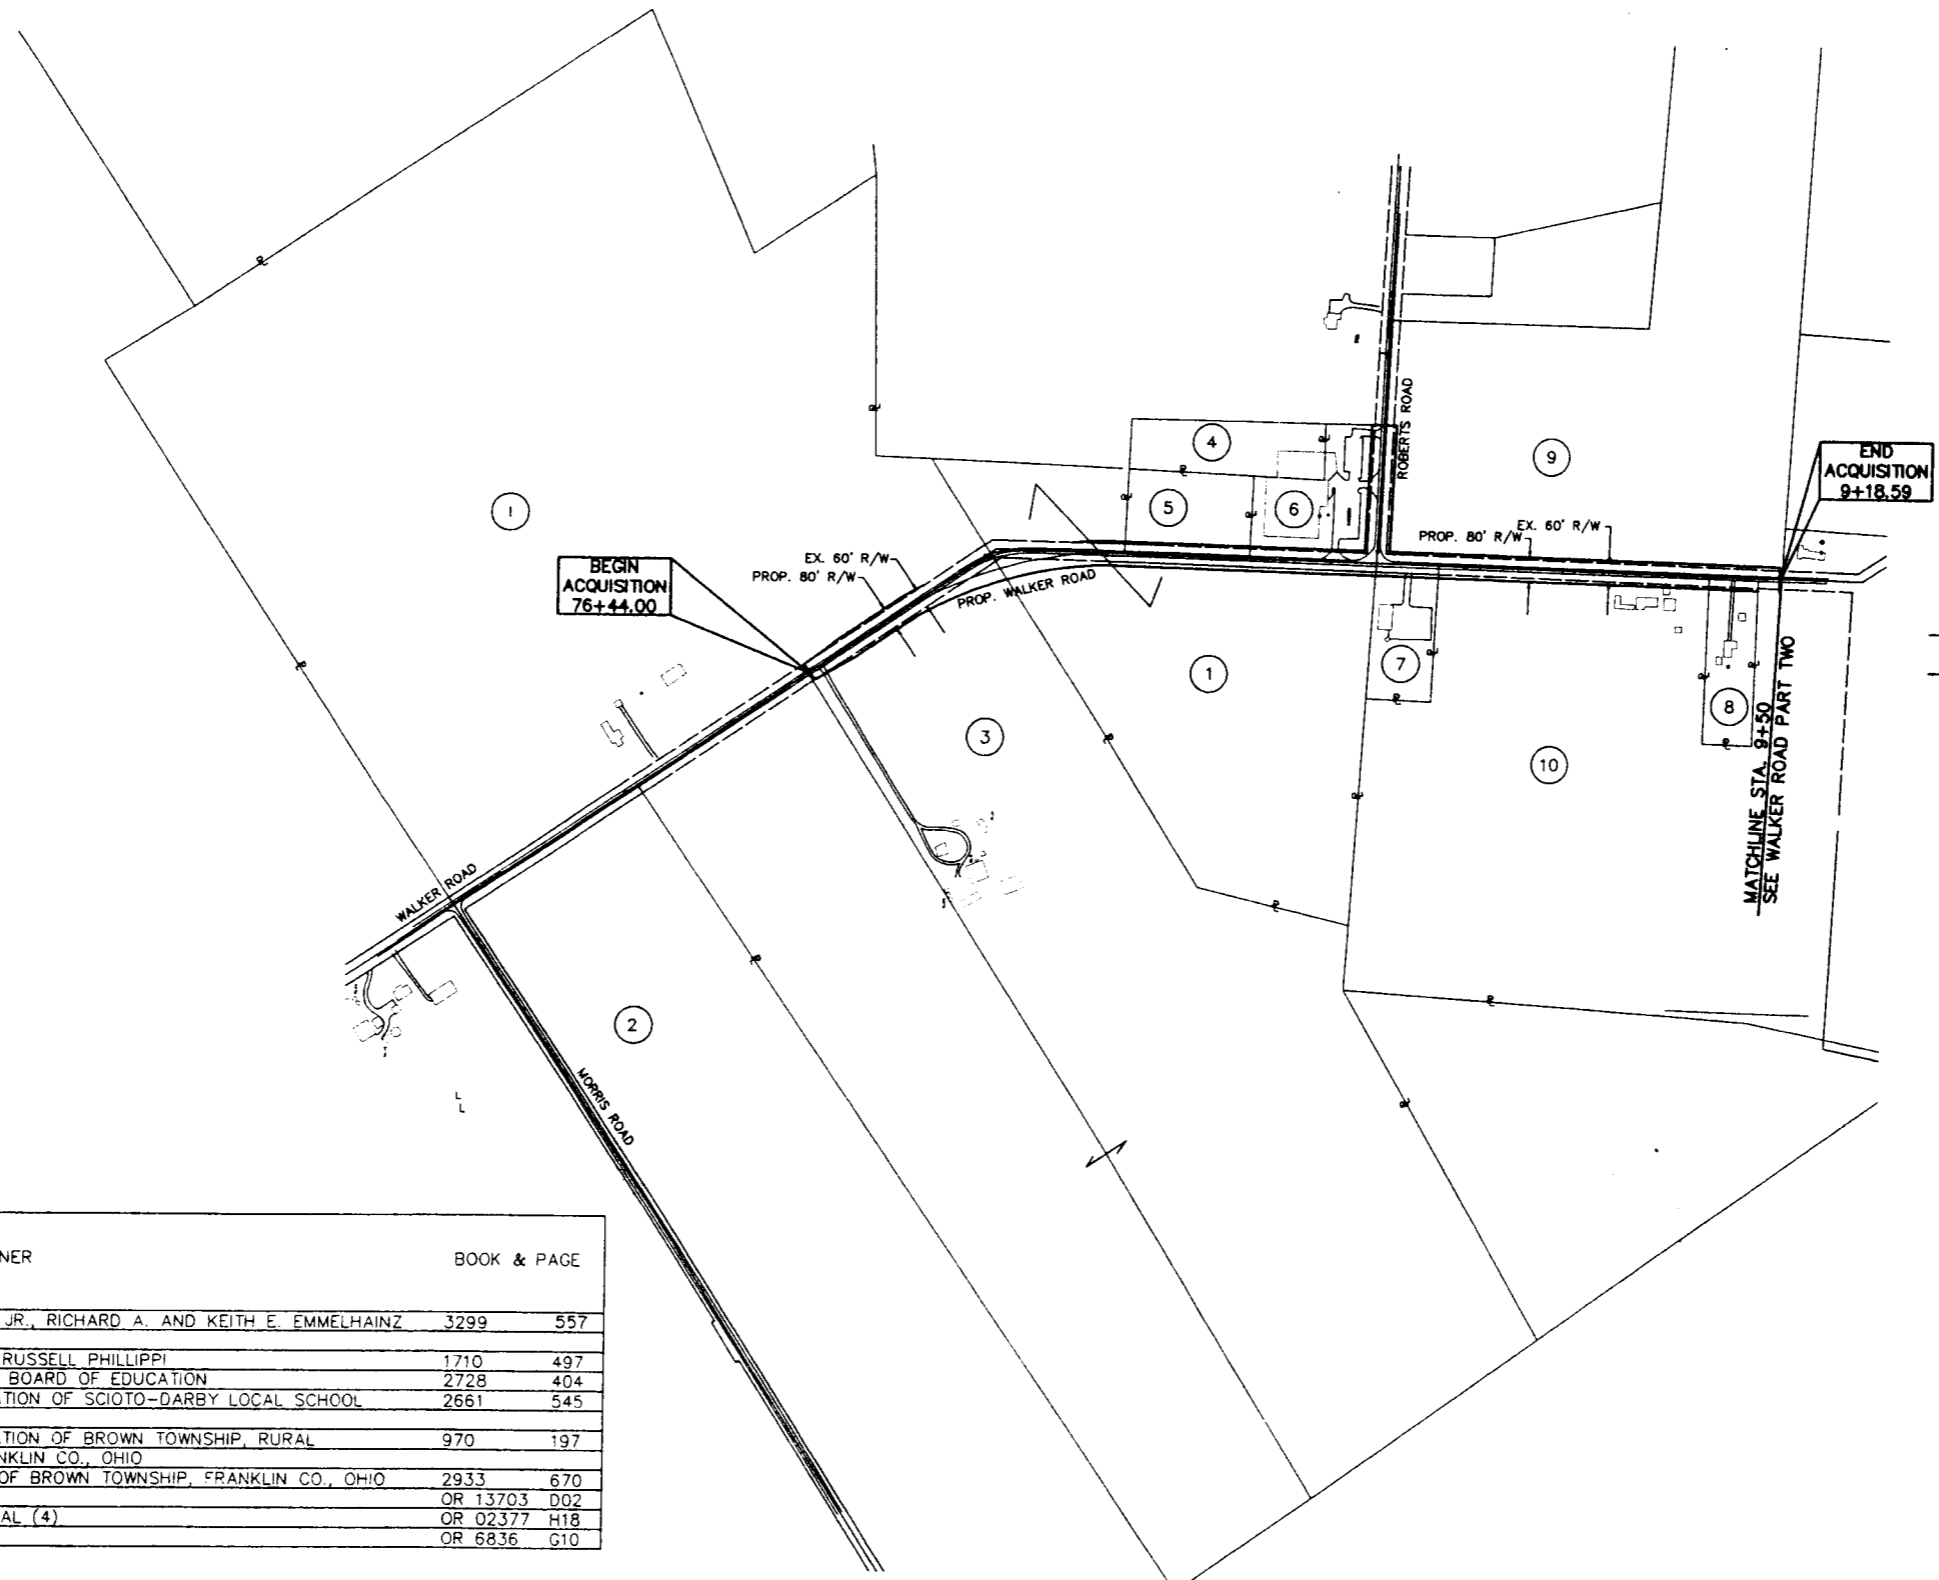 BEGIN
ACQUISITION
76+44.00
EX. 60' R/W
PROP. 80' R/W
PROP. WALKER ROAD
ROBERTS ROAD
PROP. 80' R/W
EX. 60' R/W
END
ACQUISITION
9+18.59
1
4
5
6
9
1
3
7
8
10
2
WALKER ROAD
MORRIS ROAD
MATCHLINE STA. 9+50
SEE WALKER ROAD PART TWO
NER BOOK & PAGE
JR., RICHARD A. AND KEITH E. EMMELHAINZ 3299 557
RUSSELL PHILLIPPI 1710 497
BOARD OF EDUCATION 2728 404
TION OF SCIOTO-DARBY LOCAL SCHOOL 2661 545
TION OF BROWN TOWNSHIP, RURAL 970 197
NKLIN CO., OHIO
OF BROWN TOWNSHIP, FRANKLIN CO., OHIO 2933 670
OR 13703 D02
AL (4) OR 02377 H18
OR 6836 G10